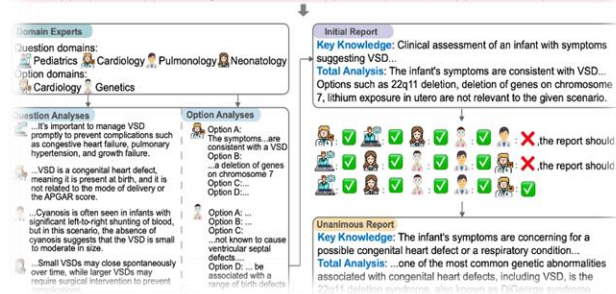 Domain Experts
Question domains:
Pediatrics Cardiology Pulmonology Neonatology
Option domains:
Cardiology Genetics
Question Analyses
...It's important to manage VSD
promptly to prevent complications such
as congestive heart failure, pulmonary
hypertension, and growth failure.
...VSD is a congenital heart defect,
meaning it is present at birth, and it is
not related to the mode of delivery or
the APGAR score.
...Cyanosis is often seen in infants with
significant left-to-right shunting of blood,
but in this scenario, the absence of
cyanosis suggests that the VSD is small
to moderate in size.
...Small VSDs may close spontaneously
over time, while larger VSDs may
require surgical intervention to prevent
complications.
Option Analyses
Option A:
The symptoms...are
consistent with a VSD
Option B:
...a deletion of genes
on chromosome 7
Option C:...
Option D:...
Option A: ...
Option B: ...
Option C:
...not known to cause
ventricular septal
defects....
Option D: ... be
associated with a
range of birth defects
Initial Report
Key Knowledge: Clinical assessment of an infant with symptoms
suggesting VSD...
Total Analysis: The infant's symptoms are consistent with VSD...
Options such as 22q11 deletion, deletion of genes on chromosome
7, lithium exposure in utero are not relevant to the given scenario.
: : : : : ,the report should
: : : : : ,the report should
: : : : :
Unanimous Report
Key Knowledge: The infant's symptoms are concerning for a
possible congenital heart defect or a respiratory condition...
Total Analysis: ...one of the most common genetic abnormalities
associated with congenital heart defects, including VSD, is the
22q11 deletion syndrome, also known as DiGeorge syndrome